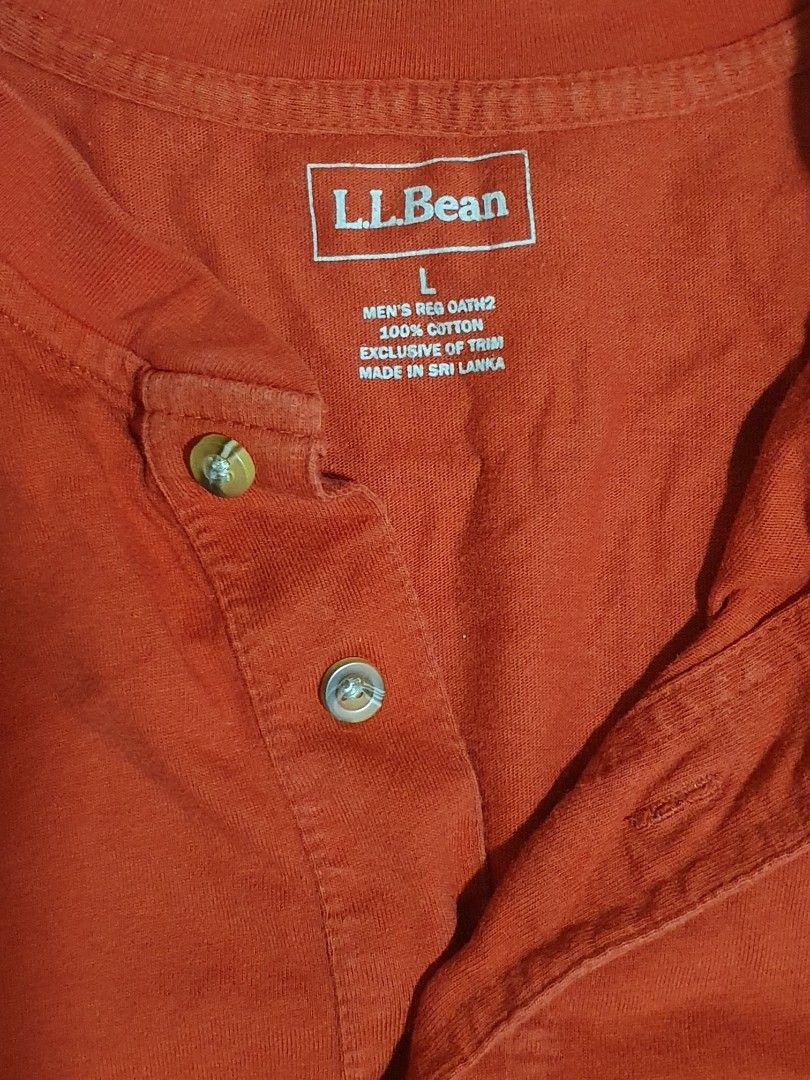 L.L.Bean
L
MEN'S REG OATH2
100% COTTON
EXCLUSIVE OF TRIM
MADE IN SRI LANKA